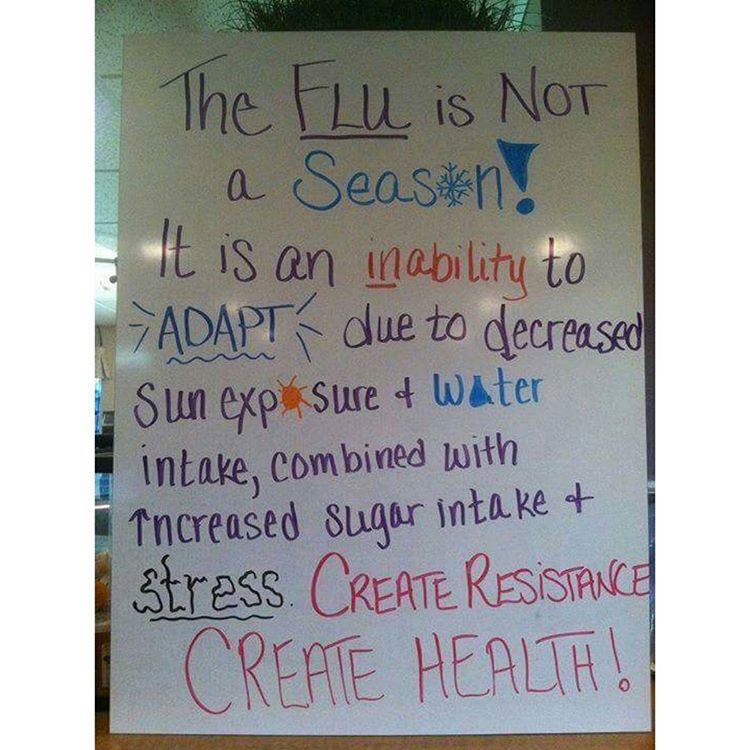 The FLU is NOT
a Season!
It is an inability to
ADAPT due to decreased
Sun exposure + Water
intake, combined with
Increased sugar intake +
stress. CREATE RESISTANCE
CREATE HEALTH!